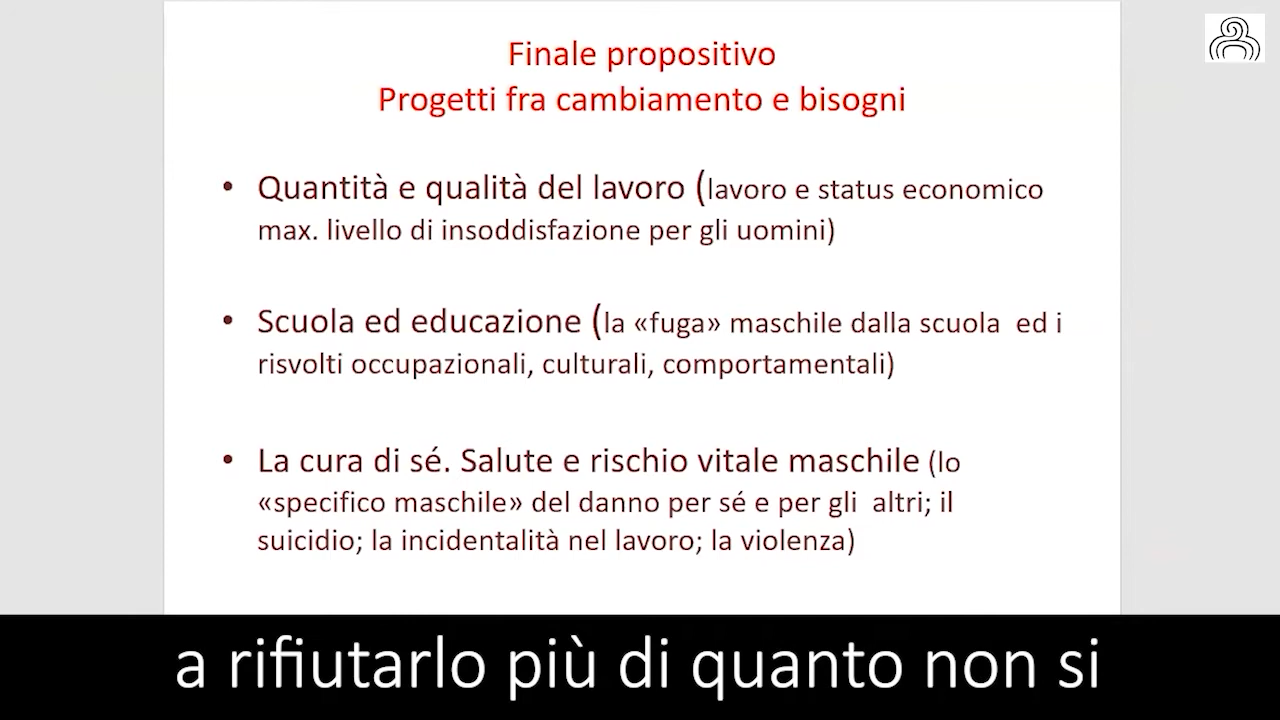 Finale propositivo
Progetti fra cambiamento e bisogni
• Quantità e qualità del lavoro (lavoro e status economico
max. livello di insoddisfazione per gli uomini)
• Scuola ed educazione (la «fuga» maschile dalla scuola ed i
risvolti occupazionali, culturali, comportamentali)
• La cura di sé. Salute e rischio vitale maschile (lo
«specifico maschile» del danno per sé e per gli altri; il
suicidio; la incidentalità nel lavoro; la violenza)
a rifiutarlo più di quanto non si